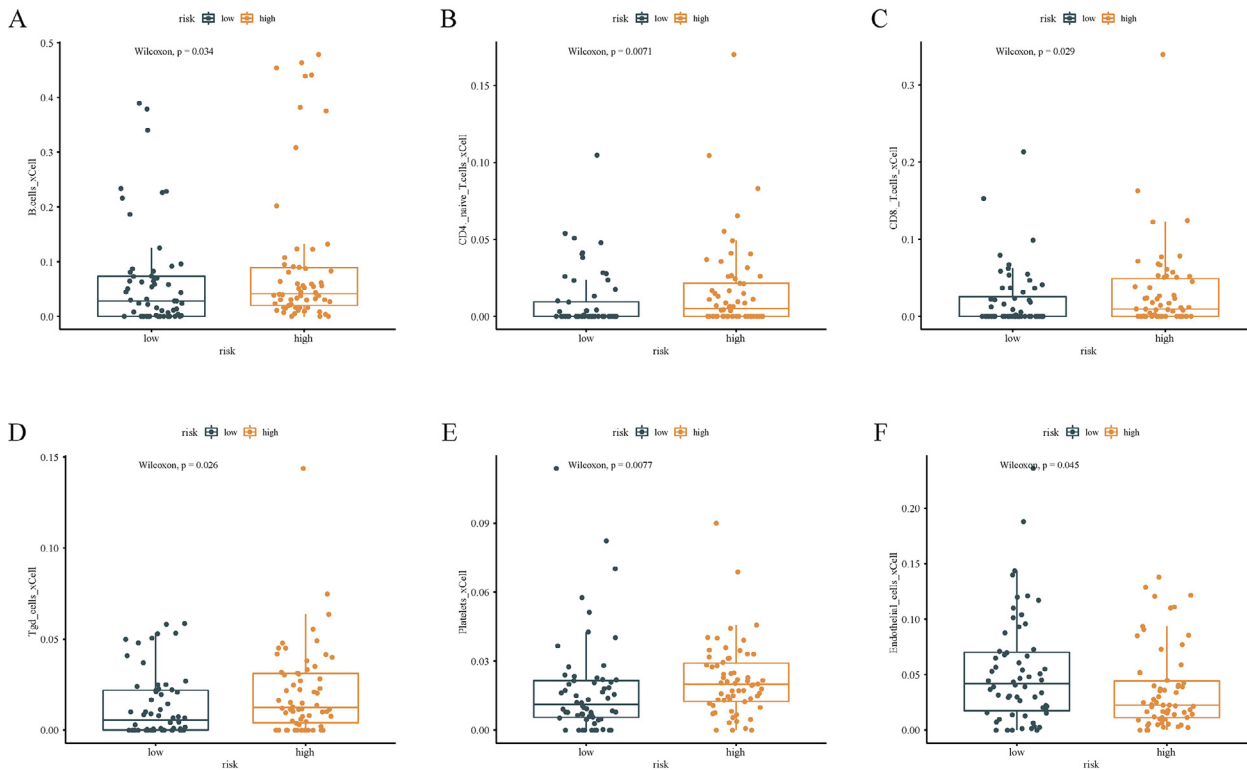 A
risk low high
Wilcoxon, p = 0.034
B.cells_xCell
0.5
0.4
0.3
0.2
0.1
0.0
low high
risk
B
risk low high
Wilcoxon, p = 0.0071
CD4._naive_T.cells_xCell
0.15
0.10
0.05
0.00
low high
risk
C
risk low high
Wilcoxon, p = 0.029
CD8._T.cells_xCell
0.3
0.2
0.1
0.0
low high
risk
D
risk low high
Wilcoxon, p = 0.026
Tgd_cells_xCell
0.15
0.10
0.05
0.00
low high
risk
E
risk low high
Wilcoxon, p = 0.0077
Platelets_xCell
0.09
0.06
0.03
0.00
low high
risk
F
risk low high
Wilcoxon, p = 0.045
Endothelial_cells_xCell
0.20
0.15
0.10
0.05
0.00
low high
risk